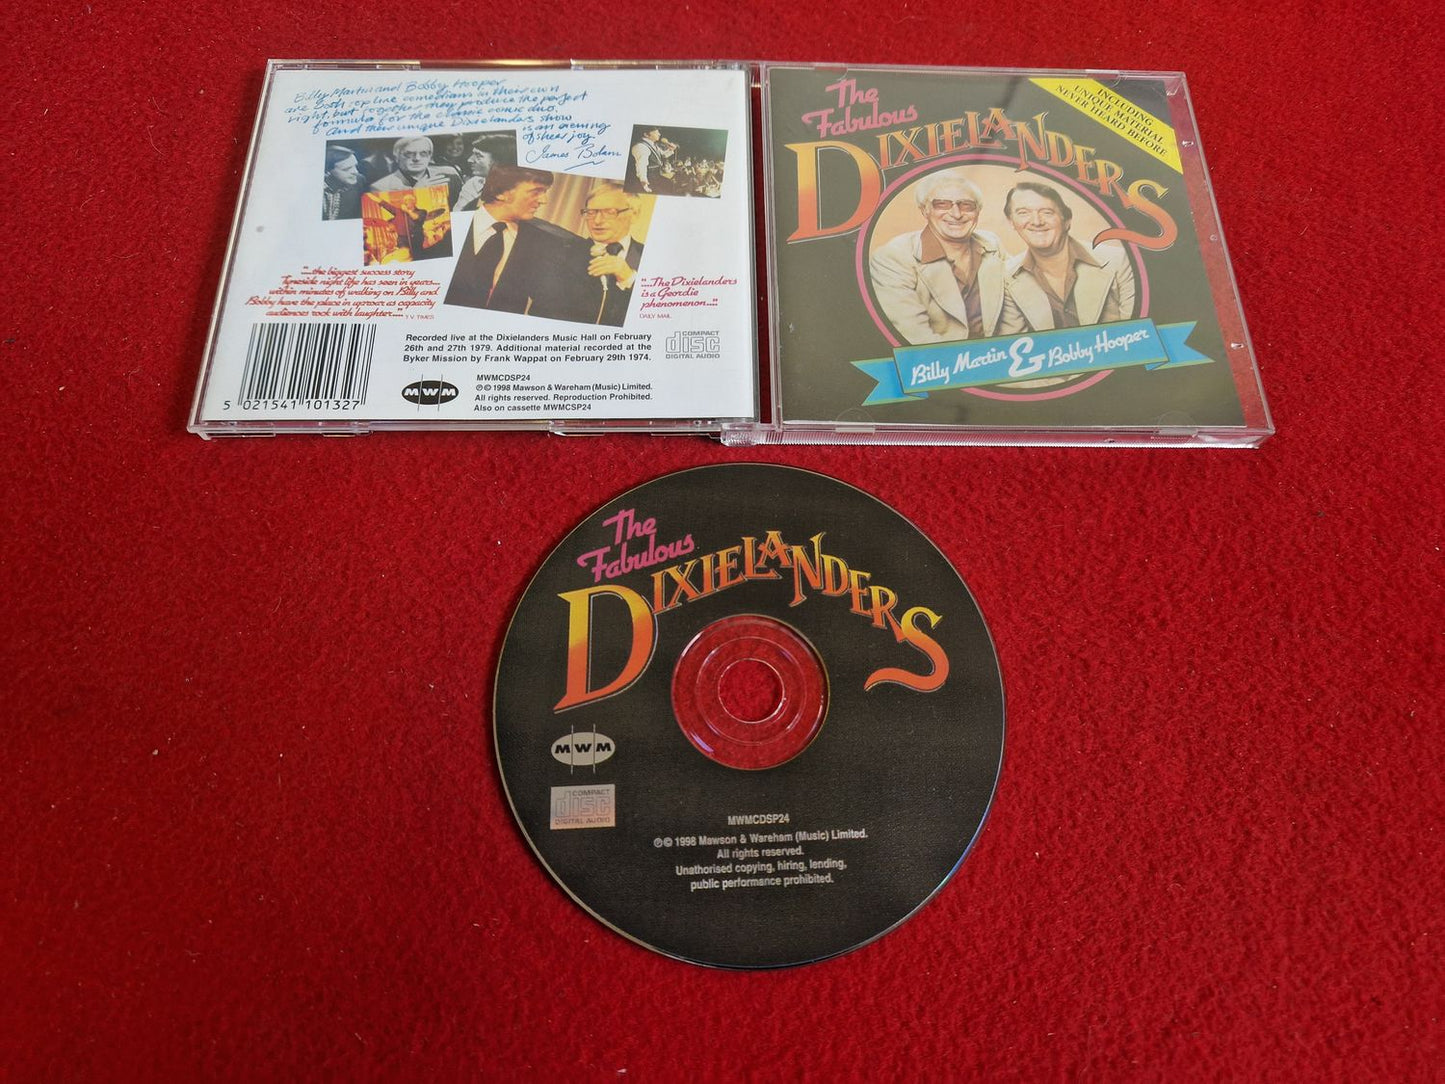 Billy Martin and Bobby Hooper
are both top line comedians in their own
right, but together they produce the perfect
formula for the classic comic duo.
And their unique Dixielanders show
is an evening
of sheer joy.
James Bolam
"....the biggest success story
Tyneside night life has seen in years....
within minutes of walking on Billy and
Bobby have the place in uproar as capacity
audiences rock with laughter...." T.V. TIMES
"....The Dixielanders
is a Geordie
phenomenon...."
DAILY MAIL
Recorded live at the Dixielanders Music Hall on February
26th and 27th 1979. Additional material recorded at the
Byker Mission by Frank Wappat on February 29th 1974.
COMPACT
disc
DIGITAL AUDIO
5 021541 101327
MWM
MWMCDSP24
℗© 1998 Mawson & Wareham (Music) Limited.
All rights reserved. Reproduction Prohibited.
Also on cassette MWMCSP24
The
Fabulous
DIXIELANDERS
INCLUDING
UNIQUE MATERIAL
NEVER HEARD BEFORE
Billy Martin & Bobby Hooper
The
Fabulous
DIXIELANDERS
MWM
COMPACT
disc
DIGITAL AUDIO
MWMCDSP24
℗© 1998 Mawson & Wareham (Music) Limited.
All rights reserved.
Unathorised copying, hiring, lending,
public performance prohibited.